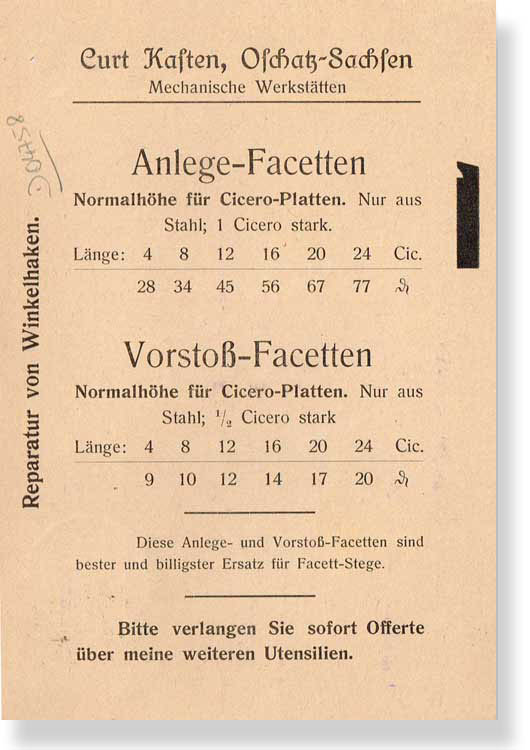 Curt Kasten, Oschatz-Sachsen
Mechanische Werkstätten
Anlege-Facetten
Normalhöhe für Cicero-Platten. Nur aus
Stahl; 1 Cicero stark.
Länge: 4 8 12 16 20 24 Cic.
28 34 45 56 67 77 ₰
Vorstoß-Facetten
Normalhöhe für Cicero-Platten. Nur aus
Stahl; ½ Cicero stark
Länge: 4 8 12 16 20 24 Cic.
9 10 12 14 17 20 ₰
Diese Anlege- und Vorstoß-Facetten sind
bester und billigster Ersatz für Facett-Stege.
Bitte verlangen Sie sofort Offerte
über meine weiteren Utensilien.
Reparatur von Winkelhaken.